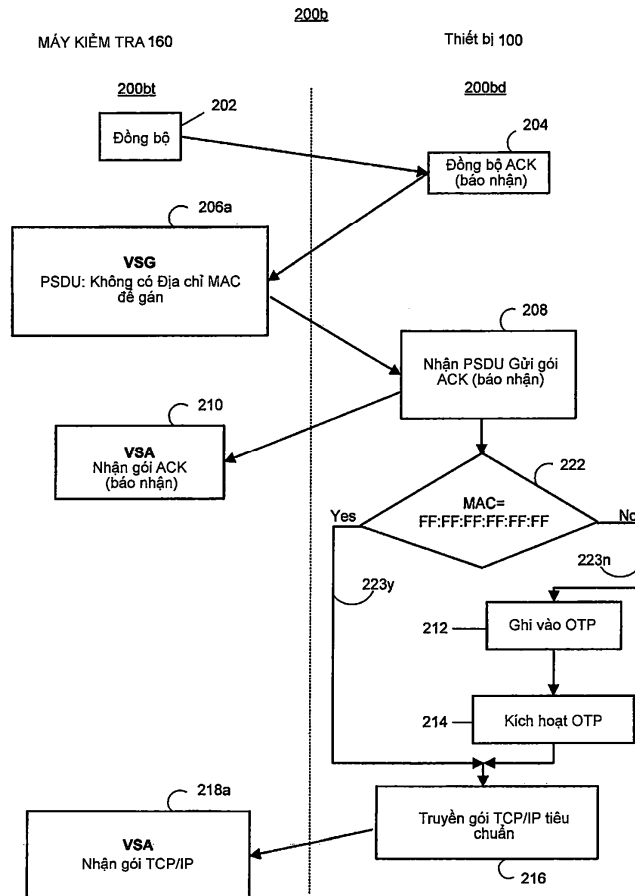 200b
MÁY KIỂM TRA 160
Thiết bị 100
200bt
200bd
202
Đồng bộ
204
Đồng bộ ACK
(báo nhận)
206a
VSG
PSDU: Không có Địa chỉ MAC
để gán
208
Nhận PSDU Gửi gói
ACK (báo nhận)
210
VSA
Nhận gói ACK
(báo nhận)
222
MAC=
FF:FF:FF:FF:FF:FF
Yes
No
223n
223y
212
Ghi vào OTP
214
Kích hoạt OTP
218a
VSA
Nhận gói TCP/IP
Truyền gói TCP/IP tiêu
chuẩn
216